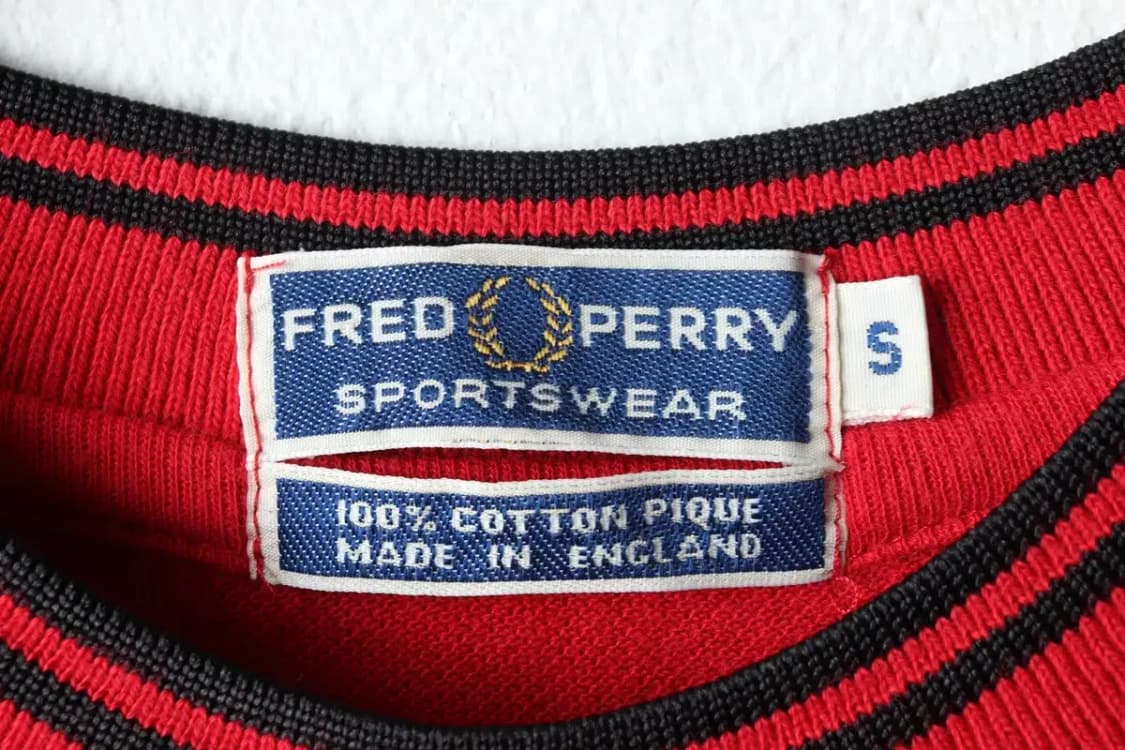 FRED PERRY
SPORTSWEAR
S
100% COTTON PIQUE
MADE IN ENGLAND